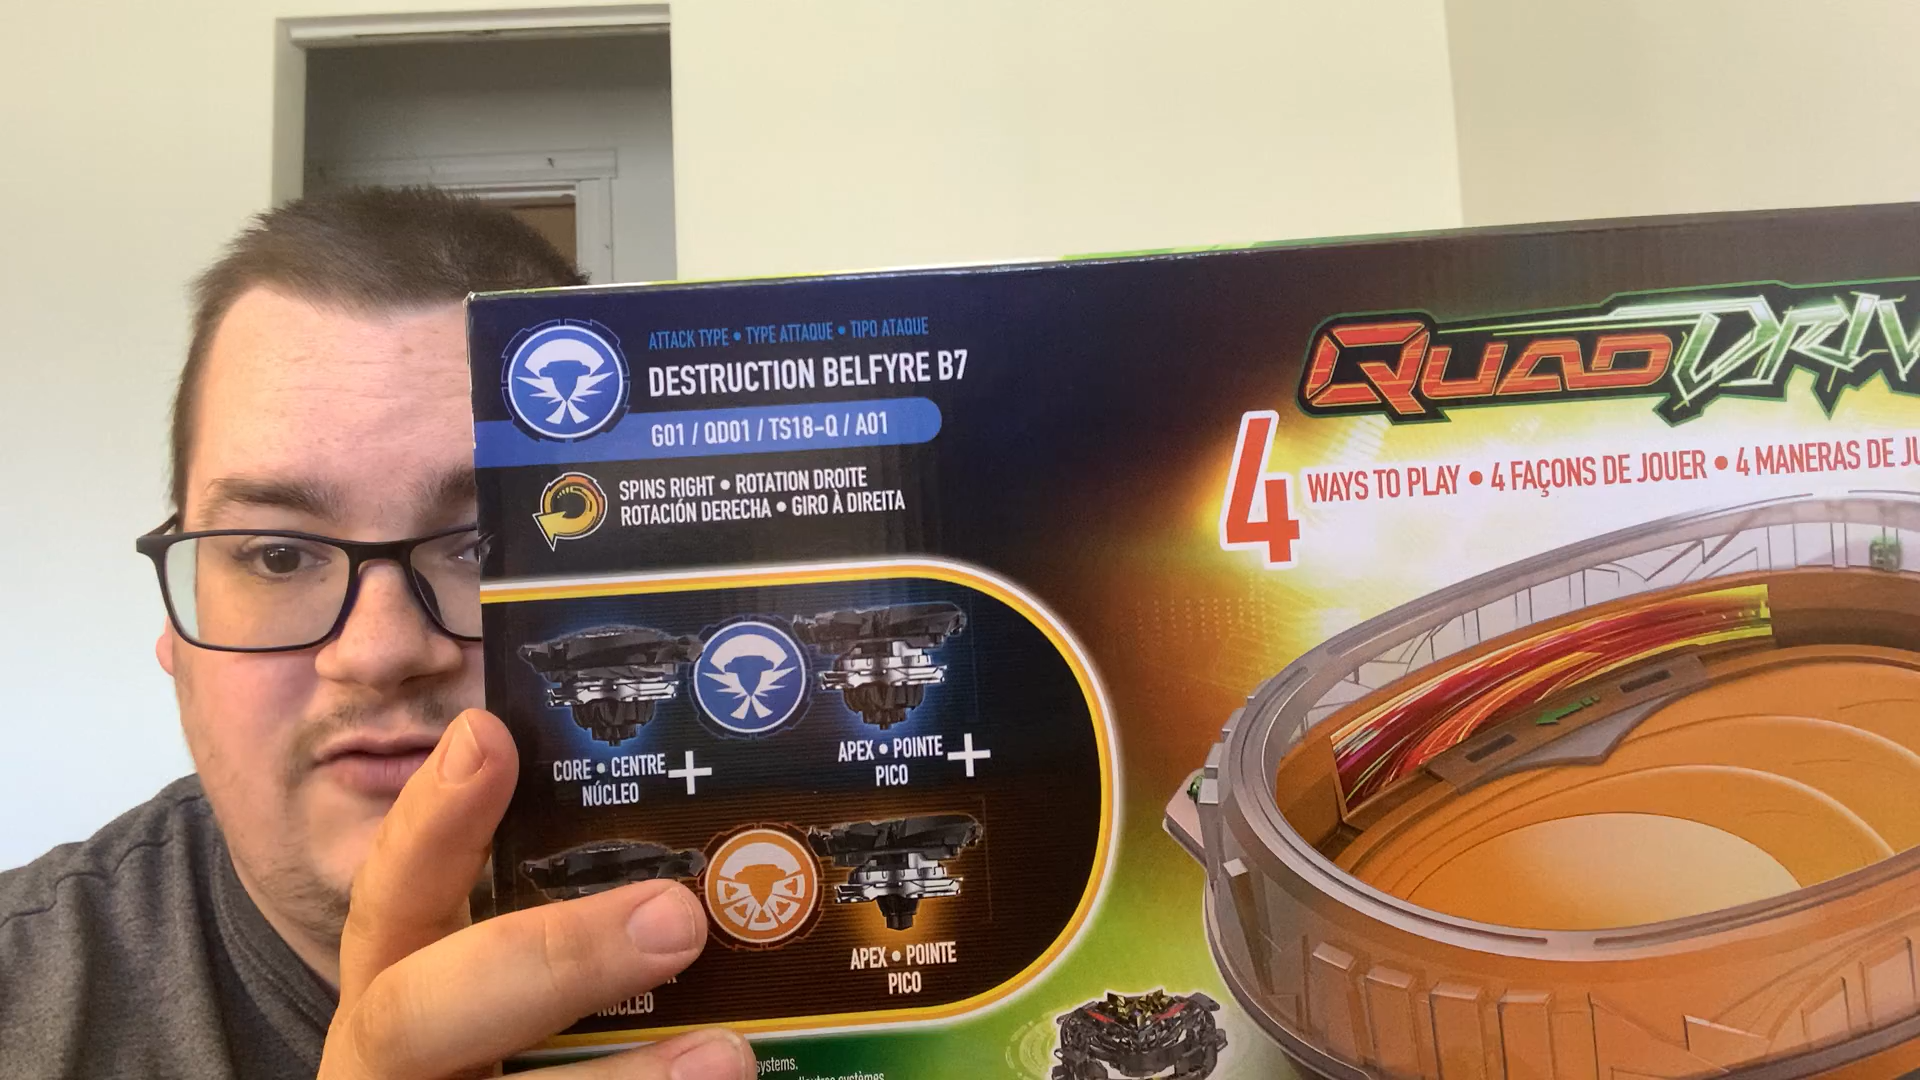 ATTACK TYPE • TYPE ATTAQUE • TIPO ATAQUE
DESTRUCTION BELFYRE B7
G01 / QD01 / TS18-Q / A01
SPINS RIGHT • ROTATION DROITE
ROTACIÓN DERECHA • GIRO À DIREITA
QUAD
4 WAYS TO PLAY • 4 FAÇONS DE JOUER • 4 MANERAS DE
CORE • CENTRE
NÚCLEO
APEX • POINTE
PICO
APEX • POINTE
PICO
NÚCLEO
systems.
systèmes